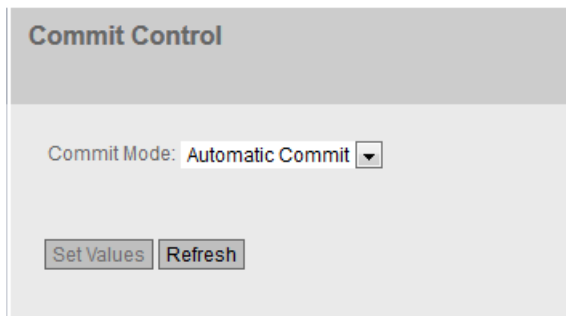 Commit Control
Commit Mode: Automatic Commit
Set Values Refresh